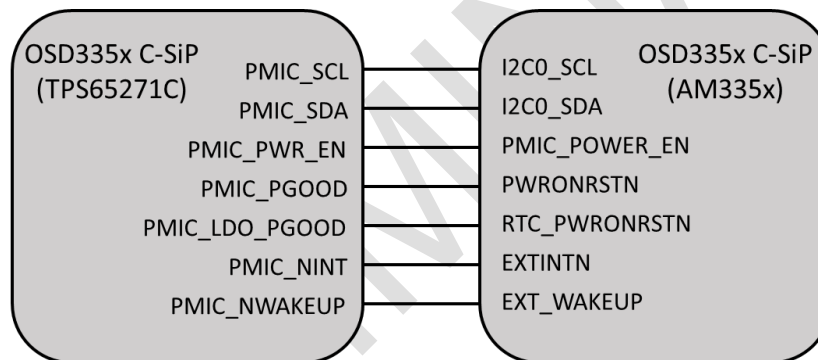 OSD335x C-SiP
(TPS65271C)
PMIC_SCL
PMIC_SDA
PMIC_PWR_EN
PMIC_PGOOD
PMIC_LDO_PGOOD
PMIC_NINT
PMIC_NWAKEUP
OSD335x C-SiP
(AM335x)
I2C0_SCL
I2C0_SDA
PMIC_POWER_EN
PWRONRSTN
RTC_PWRONRSTN
EXTINTN
EXT_WAKEUP